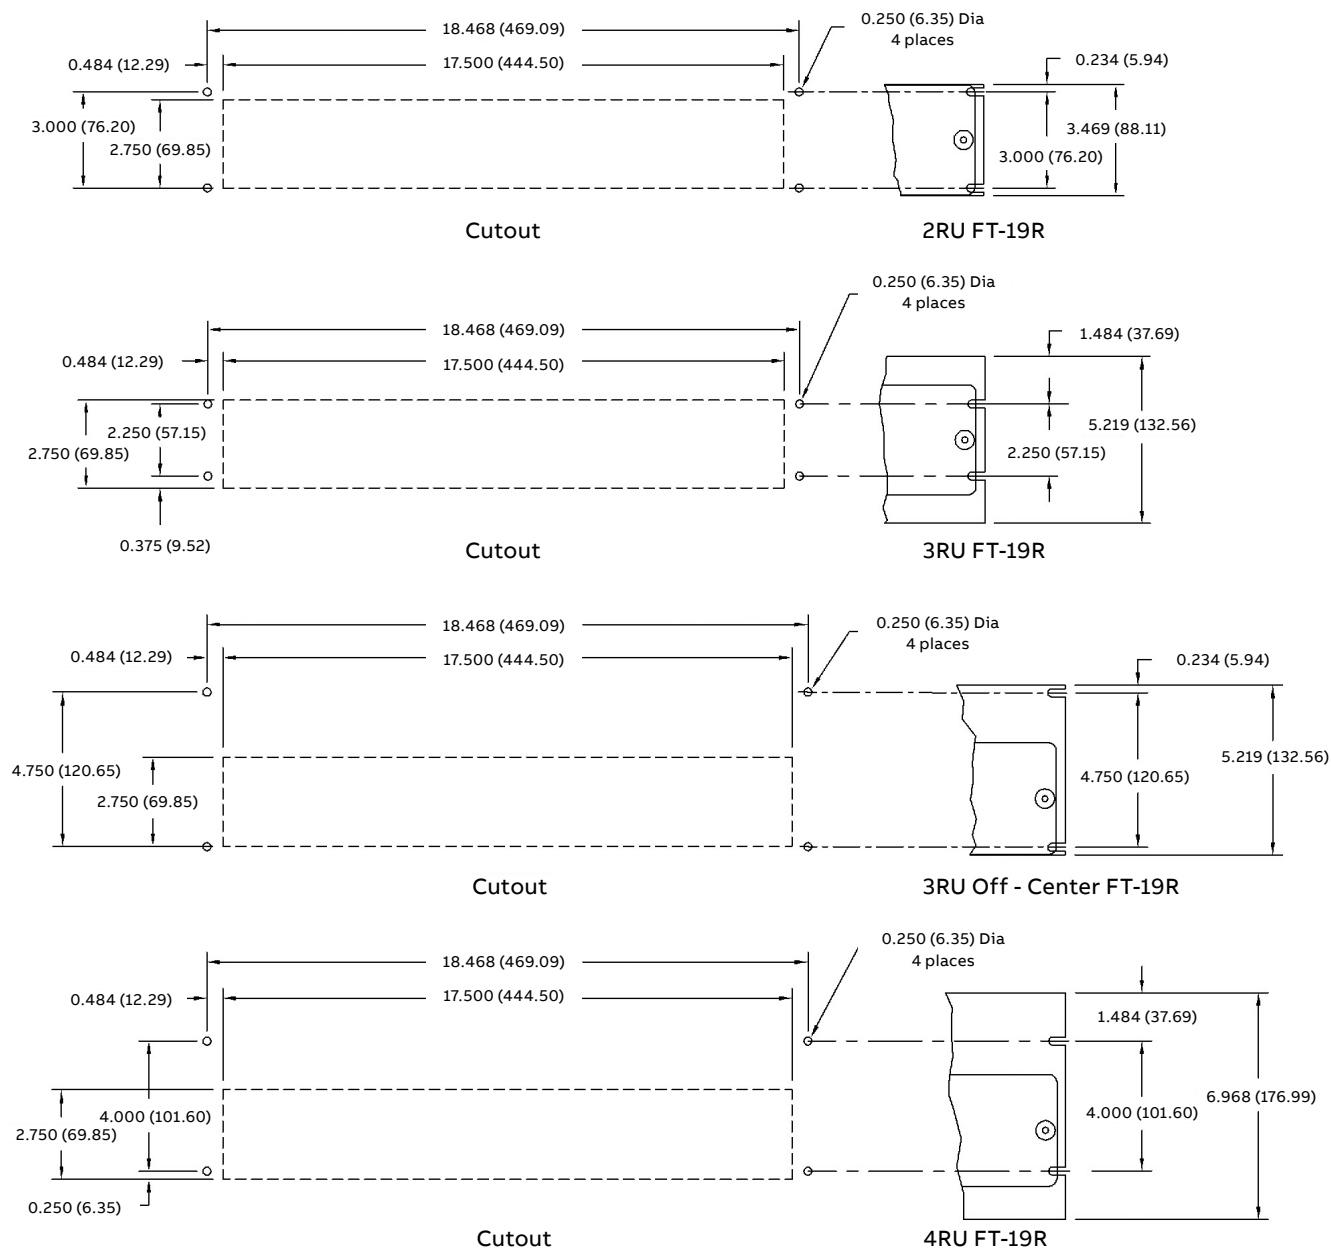 18.468 (469.09)
0.250 (6.35) Dia
4 places
0.484 (12.29)
17.500 (444.50)
0.234 (5.94)
3.000 (76.20)
2.750 (69.85)
3.469 (88.11)
3.000 (76.20)
Cutout
2RU FT-19R
0.250 (6.35) Dia
4 places
18.468 (469.09)
0.484 (12.29)
17.500 (444.50)
1.484 (37.69)
2.250 (57.15)
2.750 (69.85)
5.219 (132.56)
2.250 (57.15)
0.375 (9.52)
Cutout
3RU FT-19R
18.468 (469.09)
0.250 (6.35) Dia
4 places
0.484 (12.29)
17.500 (444.50)
0.234 (5.94)
4.750 (120.65)
2.750 (69.85)
4.750 (120.65)
5.219 (132.56)
Cutout
3RU Off - Center FT-19R
0.250 (6.35) Dia
4 places
18.468 (469.09)
0.484 (12.29)
17.500 (444.50)
1.484 (37.69)
4.000 (101.60)
2.750 (69.85)
4.000 (101.60)
6.968 (176.99)
0.250 (6.35)
Cutout
4RU FT-19R